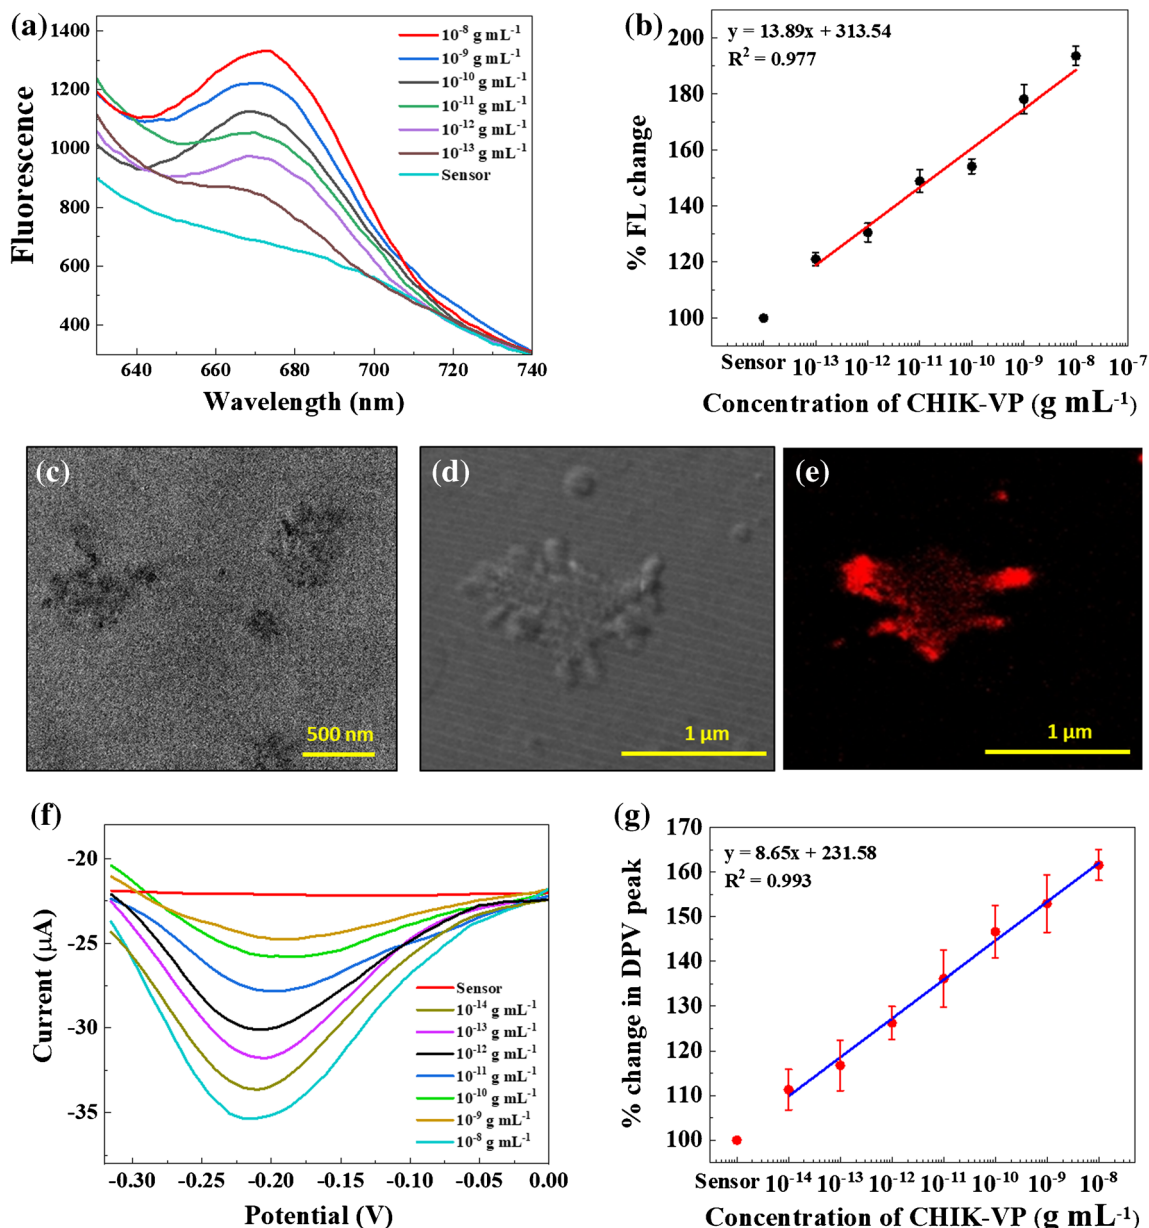 (a)
1400
1200
1000
800
600
400
Fluorescence
10⁻⁸ g mL⁻¹
10⁻⁹ g mL⁻¹
10⁻¹⁰ g mL⁻¹
10⁻¹¹ g mL⁻¹
10⁻¹² g mL⁻¹
10⁻¹³ g mL⁻¹
Sensor
640 660 680 700 720 740
Wavelength (nm)
(b)
y = 13.89x + 313.54
R² = 0.977
200
180
160
140
120
100
% FL change
Sensor 10⁻¹³ 10⁻¹² 10⁻¹¹ 10⁻¹⁰ 10⁻⁹ 10⁻⁸ 10⁻⁷
Concentration of CHIK-VP (g mL⁻¹)
(c)
500 nm
(d)
1 µm
(e)
1 µm
(f)
-20
-25
-30
-35
Current (µA)
Sensor
10⁻¹⁴ g mL⁻¹
10⁻¹³ g mL⁻¹
10⁻¹² g mL⁻¹
10⁻¹¹ g mL⁻¹
10⁻¹⁰ g mL⁻¹
10⁻⁹ g mL⁻¹
10⁻⁸ g mL⁻¹
-0.30 -0.25 -0.20 -0.15 -0.10 -0.05 0.00
Potential (V)
(g)
y = 8.65x + 231.58
R² = 0.993
170
160
150
140
130
120
110
100
% change in DPV peak
Sensor 10⁻¹⁴ 10⁻¹³ 10⁻¹² 10⁻¹¹ 10⁻¹⁰ 10⁻⁹ 10⁻⁸
Concentration of CHIK-VP (g mL⁻¹)